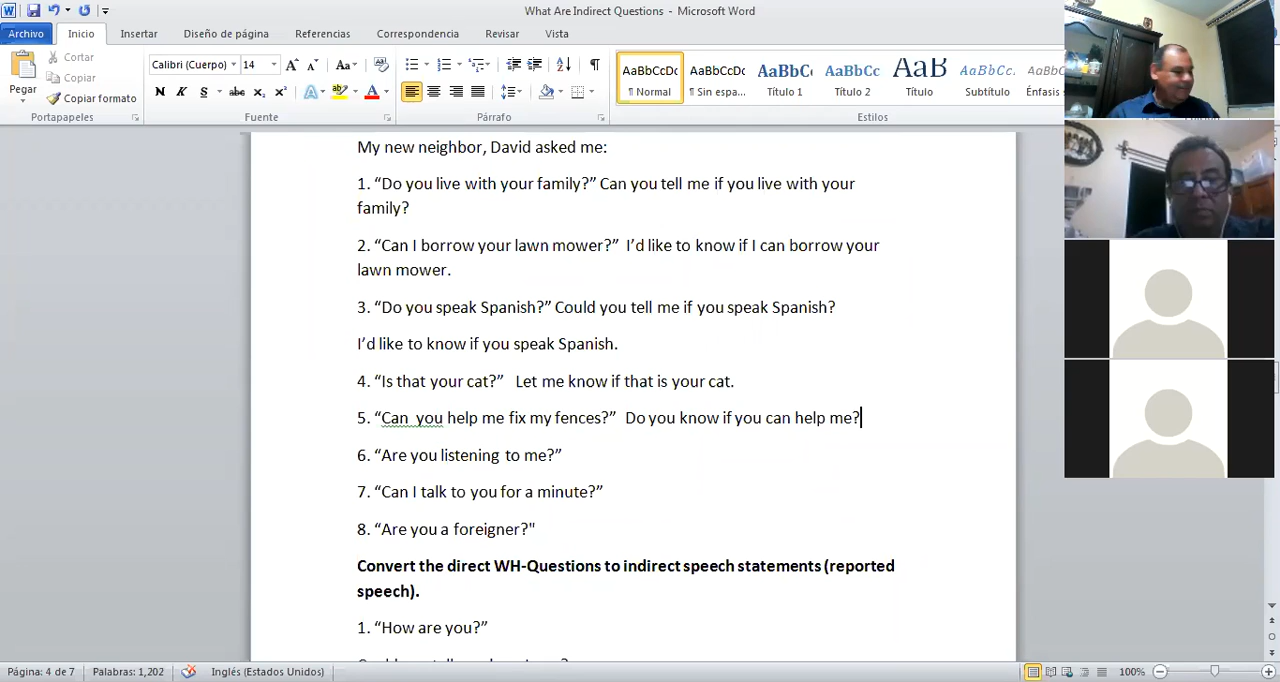 What Are Indirect Questions - Microsoft Word
Archivo Inicio Insertar Diseño de página Referencias Correspondencia Revisar Vista
Pegar
Cortar
Copiar
Copiar formato
Portapapeles
Calibri (Cuerpo) 14
Fuente
Párrafo
AaBbCcDc AaBbCcDc AaBbC AaBbCc AaB AaBbCc. AaBbCc
¶ Normal ¶ Sin espa... Título 1 Título 2 Título Subtítulo Énfasis
Estilos
My new neighbor, David asked me:
1. “Do you live with your family?” Can you tell me if you live with your
family?
2. “Can I borrow your lawn mower?” I’d like to know if I can borrow your
lawn mower.
3. “Do you speak Spanish?” Could you tell me if you speak Spanish?
I’d like to know if you speak Spanish.
4. “Is that your cat?” Let me know if that is your cat.
5. “Can you help me fix my fences?” Do you know if you can help me?
6. “Are you listening to me?”
7. “Can I talk to you for a minute?”
8. “Are you a foreigner?"
Convert the direct WH-Questions to indirect speech statements (reported
speech).
1. “How are you?”
Página: 4 de 7 Palabras: 1,202 Inglés (Estados Unidos) 100%